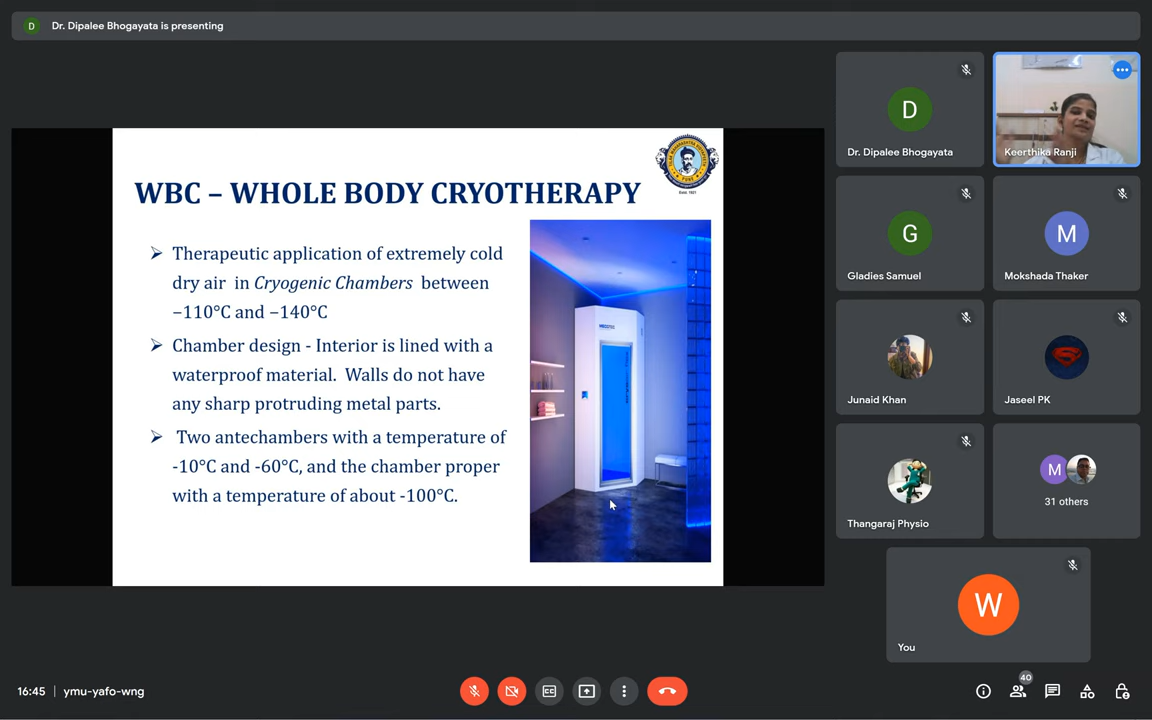 D
Dr. Dipalee Bhogayata is presenting
WBC – WHOLE BODY CRYOTHERAPY
➢ Therapeutic application of extremely cold
dry air in Cryogenic Chambers between
−110°C and −140°C
➢ Chamber design - Interior is lined with a
waterproof material. Walls do not have
any sharp protruding metal parts.
➢ Two antechambers with a temperature of
-10°C and -60°C, and the chamber proper
with a temperature of about -100°C.
D
Dr. Dipalee Bhogayata
Keerthika Ranji
G
Gladies Samuel
M
Mokshada Thaker
Junaid Khan
Jaseel PK
Thangaraj Physio
M
31 others
W
You
16:45 | ymu-yafo-wng
CC
40